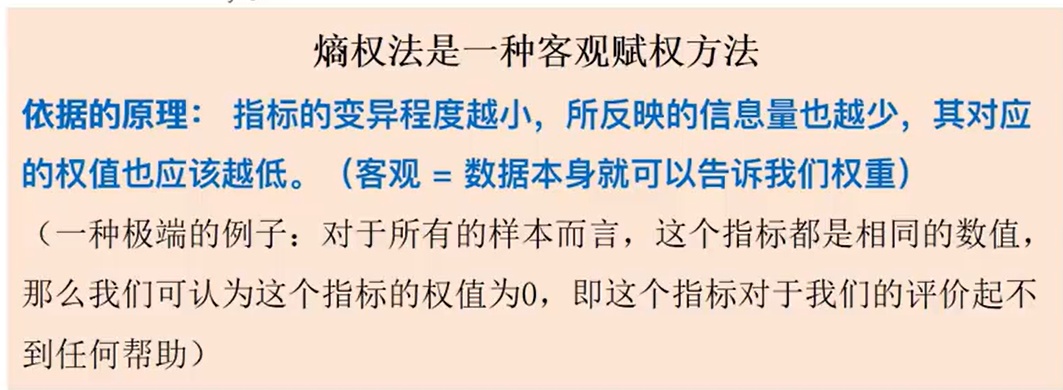 熵权法是一种客观赋权方法
依据的原理： 指标的变异程度越小，所反映的信息量也越少，其对应
的权值也应该越低。（客观 = 数据本身就可以告诉我们权重）
（一种极端的例子：对于所有的样本而言，这个指标都是相同的数值，
那么我们可认为这个指标的权值为0，即这个指标对于我们的评价起不
到任何帮助）